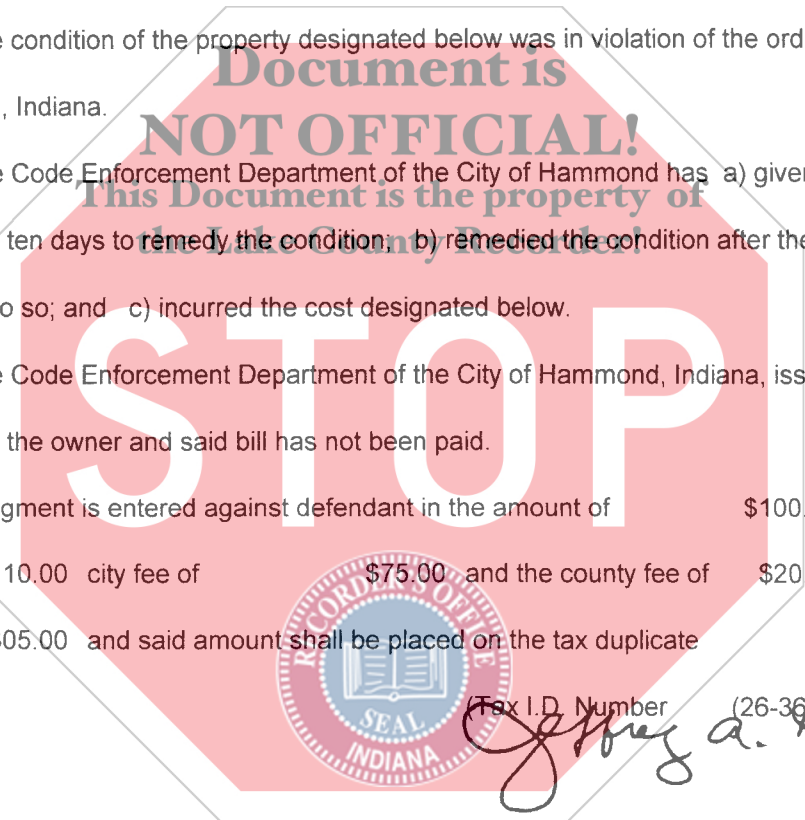 e condition of the property designated below was in violation of the ord
Document is
, Indiana.
NOT OFFICIAL!
e Code Enforcement Department of the City of Hammond has a) given
This Document is the property of
ten days to remedy the condition; b) remedied the condition after the
the Lake County Recorder!
o so; and c) incurred the cost designated below.
STOP
e Code Enforcement Department of the City of Hammond, Indiana, iss
the owner and said bill has not been paid.
gment is entered against defendant in the amount of $100.
10.00 city fee of $75.00 and the county fee of $20
05.00 and said amount shall be placed on the tax duplicate
RECORDER'S OFFICE
SEAL
INDIANA
(Tax I.D. Number (26-36
Jeffrey a.